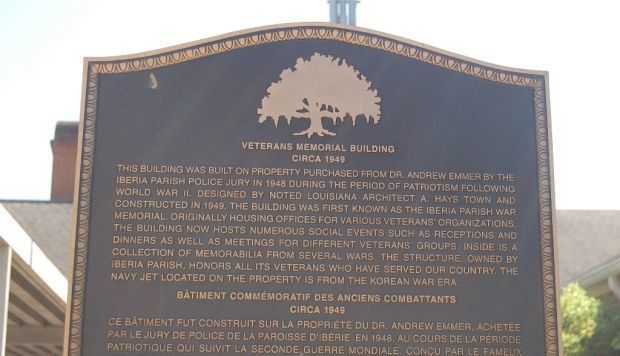 VETERANS MEMORIAL BUILDING
CIRCA 1949
THIS BUILDING WAS BUILT ON PROPERTY PURCHASED FROM DR. ANDREW EMMER BY THE
IBERIA PARISH POLICE JURY IN 1948 DURING THE PERIOD OF PATRIOTISM FOLLOWING
WORLD WAR II. DESIGNED BY NOTED LOUISIANA ARCHITECT A. HAYS TOWN AND
CONSTRUCTED IN 1949, THE BUILDING WAS FIRST KNOWN AS THE IBERIA PARISH WAR
MEMORIAL. ORIGINALLY HOUSING OFFICES FOR VARIOUS VETERANS' ORGANIZATIONS,
THE BUILDING NOW HOSTS NUMEROUS SOCIAL EVENTS SUCH AS RECEPTIONS AND
DINNERS AS WELL AS MEETINGS FOR DIFFERENT VETERANS' GROUPS. INSIDE IS A
COLLECTION OF MEMORABILIA FROM SEVERAL WARS. THE STRUCTURE, OWNED BY
IBERIA PARISH, HONORS ALL ITS VETERANS WHO HAVE SERVED OUR COUNTRY. THE
NAVY JET LOCATED ON THE PROPERTY IS FROM THE KOREAN WAR ERA.
BÂTIMENT COMMÉMORATIF DES ANCIENS COMBATTANTS
CIRCA 1949
CE BÂTIMENT FUT CONSTRUIT SUR LA PROPRIÉTÉ DU DR. ANDREW EMMER, ACHETÉE
PAR LE JURY DE POLICE DE LA PAROISSE D'IBÉRIE EN 1948, AU COURS DE LA PÉRIODE
PATRIOTIQUE QUI SUIVIT LA SECONDE GUERRE MONDIALE. CONÇU PAR LE FAMEUX